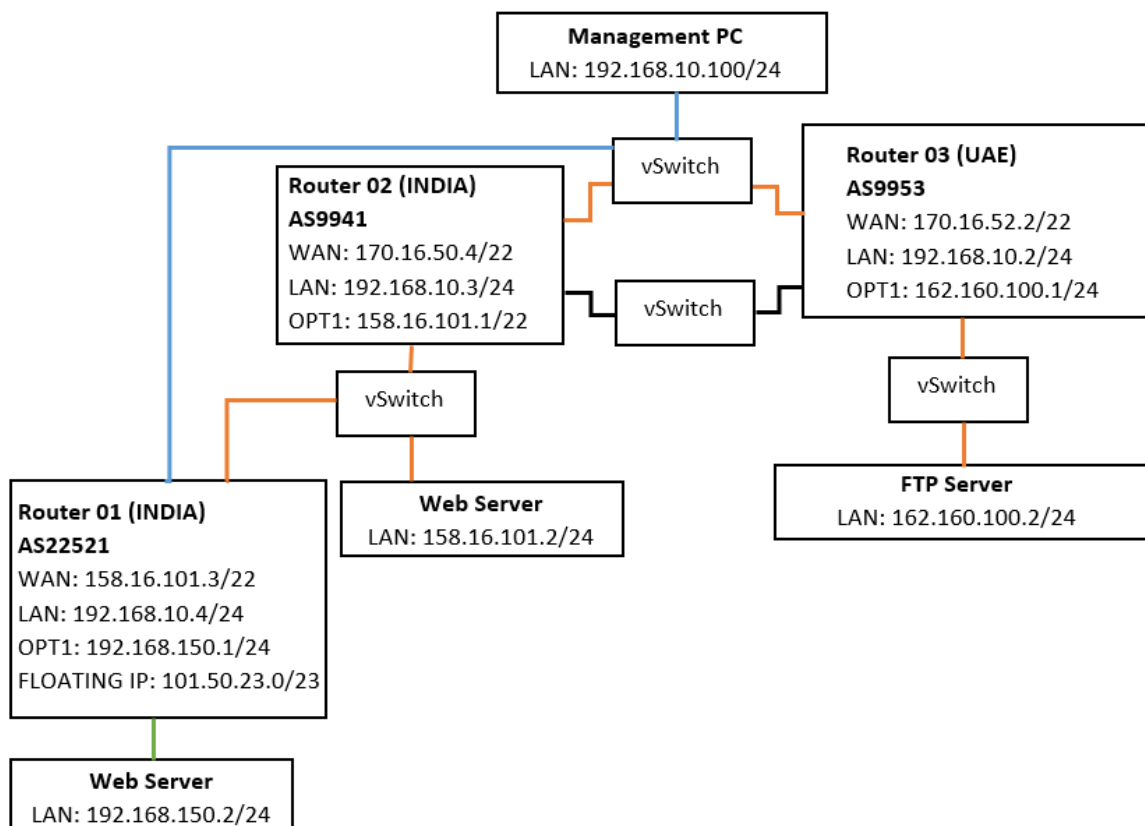 Management PC
LAN: 192.168.10.100/24
vSwitch
Router 03 (UAE)
AS9953
WAN: 170.16.52.2/22
LAN: 192.168.10.2/24
OPT1: 162.160.100.1/24
Router 02 (INDIA)
AS9941
WAN: 170.16.50.4/22
LAN: 192.168.10.3/24
OPT1: 158.16.101.1/22
vSwitch
vSwitch
vSwitch
Router 01 (INDIA)
AS22521
WAN: 158.16.101.3/22
LAN: 192.168.10.4/24
OPT1: 192.168.150.1/24
FLOATING IP: 101.50.23.0/23
Web Server
LAN: 158.16.101.2/24
FTP Server
LAN: 162.160.100.2/24
Web Server
LAN: 192.168.150.2/24